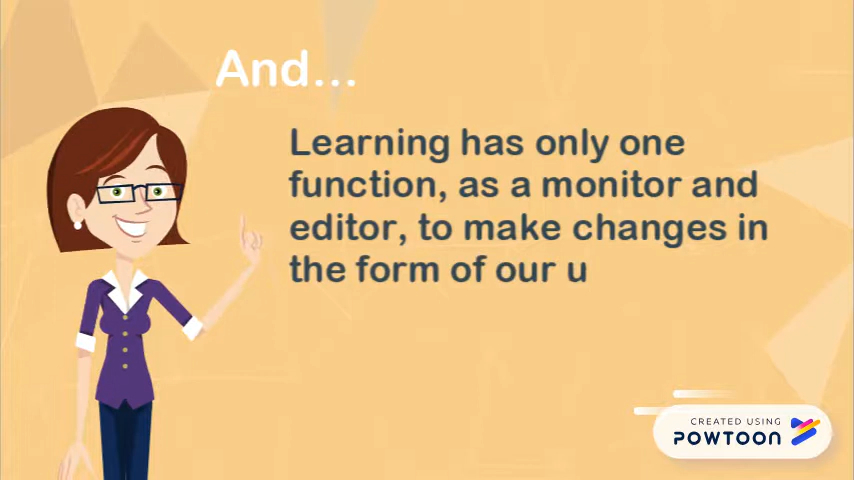 And...
Learning has only one
function, as a monitor and
editor, to make changes in
the form of our u
CREATED USING
POWTOON